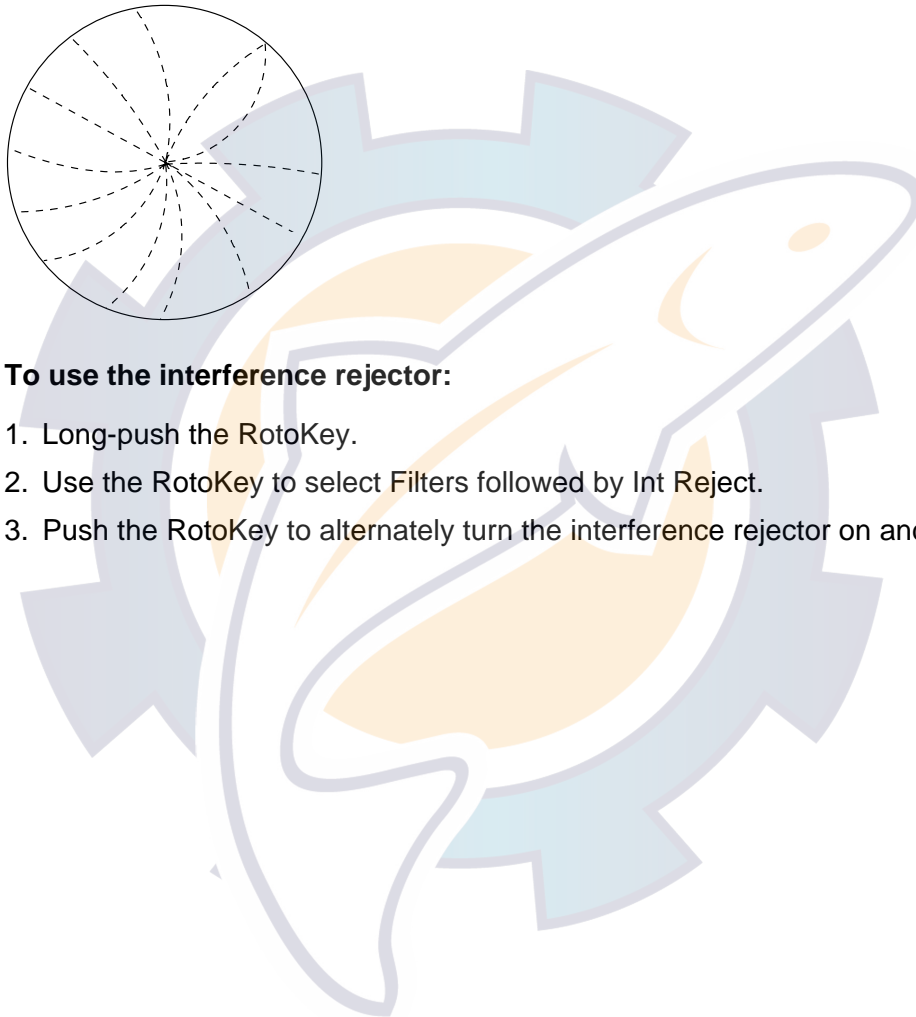 To use the interference rejector:
1. Long-push the RotoKey.
2. Use the RotoKey to select Filters followed by Int Reject.
3. Push the RotoKey to alternately turn the interference rejector on and